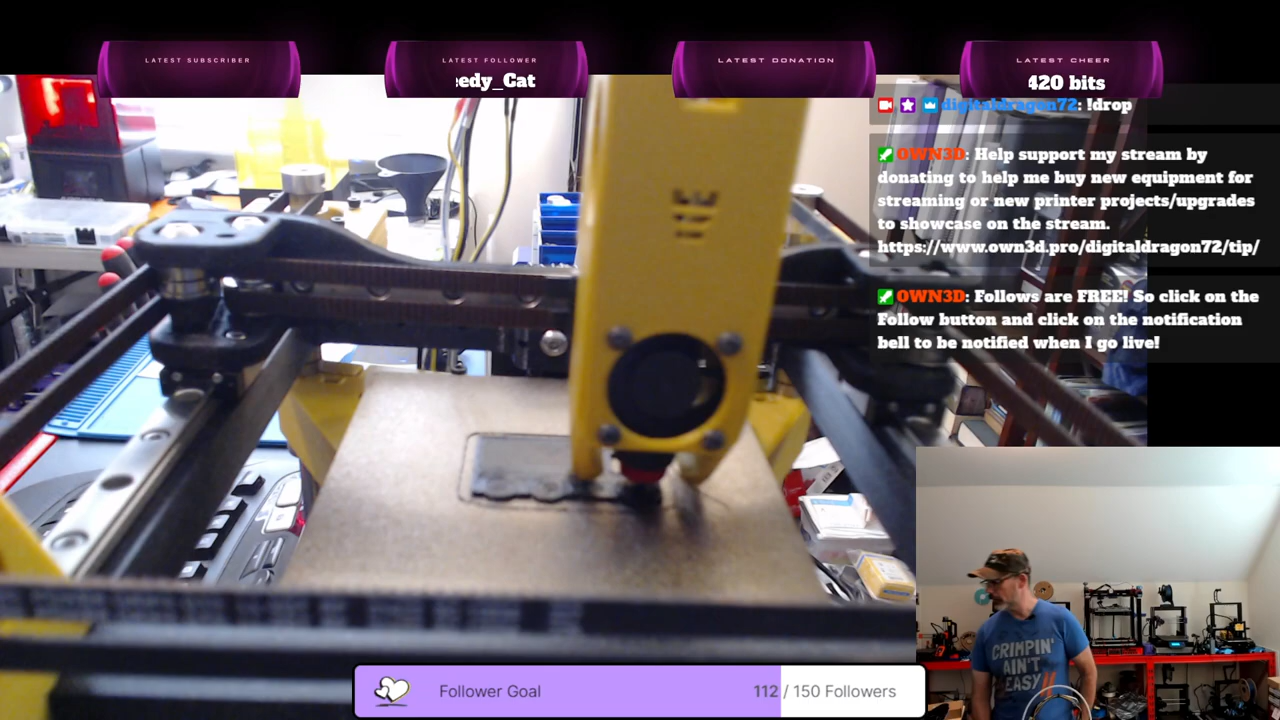 LATEST SUBSCRIBER
LATEST FOLLOWER
edy_Cat
LATEST DONATION
LATEST CHEER
420 bits
digitaldragon72: !drop
OWN3D: Help support my stream by
donating to help me buy new equipment for
streaming or new printer projects/upgrades
to showcase on the stream.
https://www.own3d.pro/digitaldragon72/tip/
OWN3D: Follows are FREE! So click on the
Follow button and click on the notification
bell to be notified when I go live!
CRIMPIN'
AIN'T
EASY
Follower Goal
112 / 150 Followers